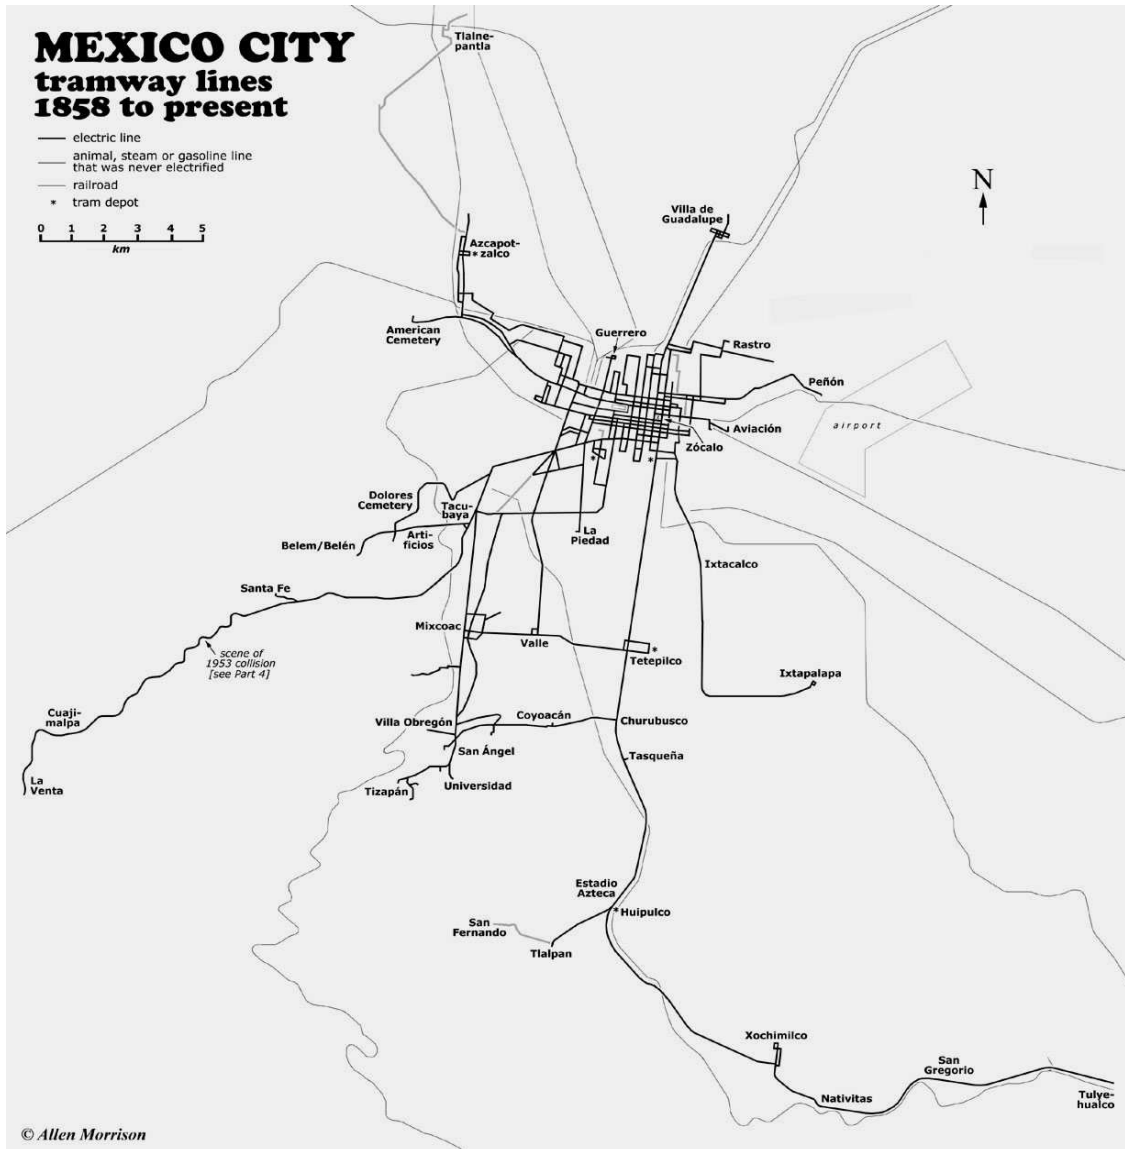 MEXICO CITY
tramway lines
1858 to present
electric line
animal, steam or gasoline line
that was never electrified
railroad
* tram depot
0 1 2 3 4 5
km
N
Tlalne-
pantla
Villa de
Guadalupe
Azcapot-
* zalco
American
Cemetery
Guerrero
Rastro
Peñón
airport
Aviación
Zócalo
*
*
Dolores
Cemetery
Tacu-
baya
Belem/Belén
Arti-
ficios
La
Piedad
Ixtacalco
Santa Fe
Mixcoac
Valle
*
Tetepilco
scene of
1953 collision
[see Part 4]
Ixtapalapa
Cuaji-
malpa
Villa Obregón
Coyoacán
Churubusco
San Ángel
Tasqueña
La
Venta
Tizapán
Universidad
Estadio
Azteca
* Huipulco
San
Fernando
Tlalpan
Xochimilco
San
Gregorio
Nativitas
Tulye-
hualco
© Allen Morrison